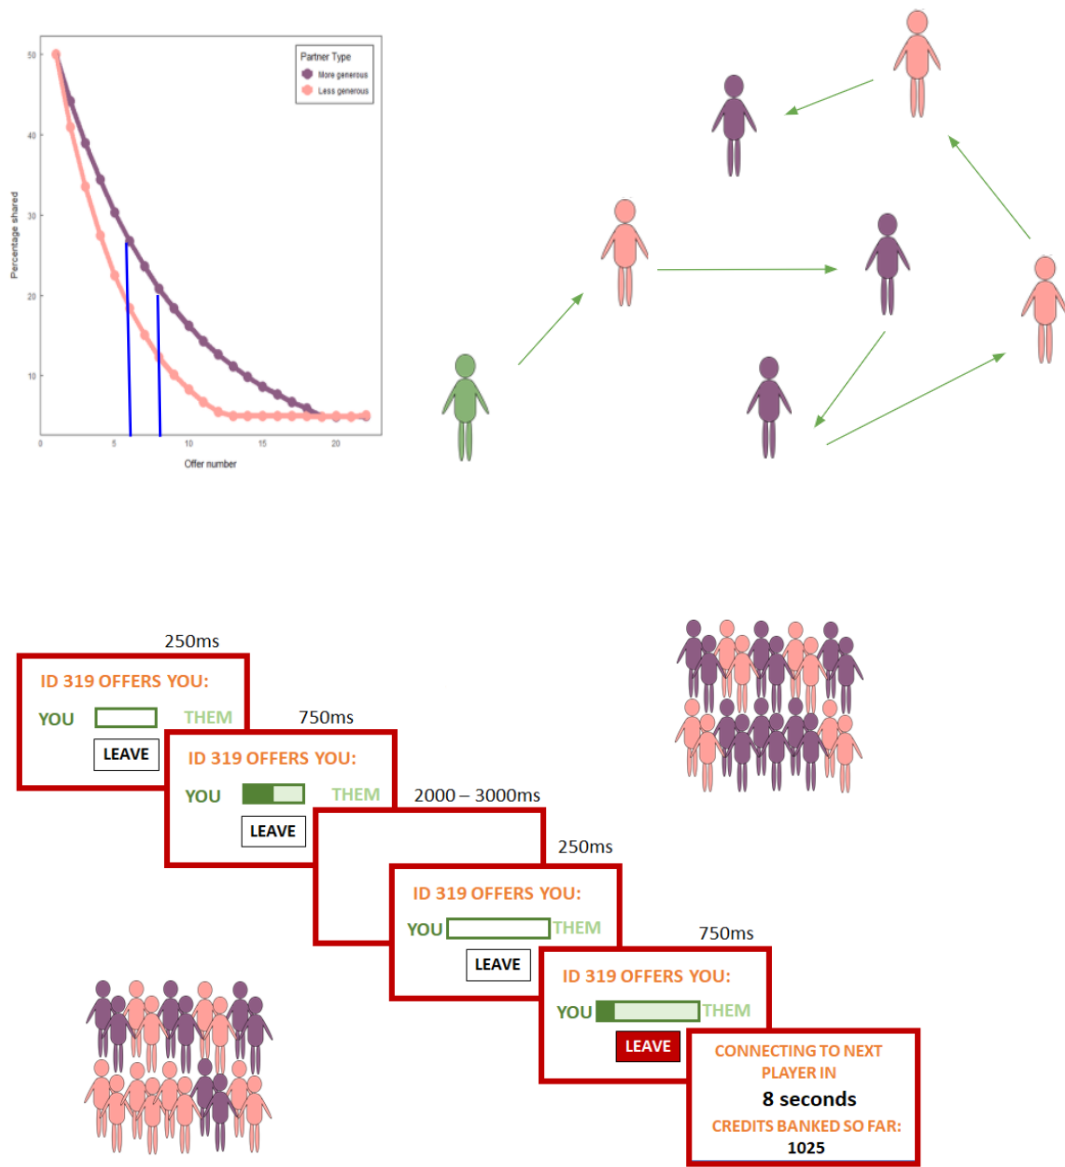 Partner Type
More generous
Less generous
Percentage shared
50
40
30
20
10
0
5
10
15
20
Offer number
250ms
ID 319 OFFERS YOU:
YOU THEM
LEAVE
750ms
ID 319 OFFERS YOU:
YOU THEM
LEAVE
2000 – 3000ms
250ms
ID 319 OFFERS YOU:
YOU THEM
LEAVE
750ms
ID 319 OFFERS YOU:
YOU THEM
LEAVE
CONNECTING TO NEXT
PLAYER IN
8 seconds
CREDITS BANKED SO FAR:
1025